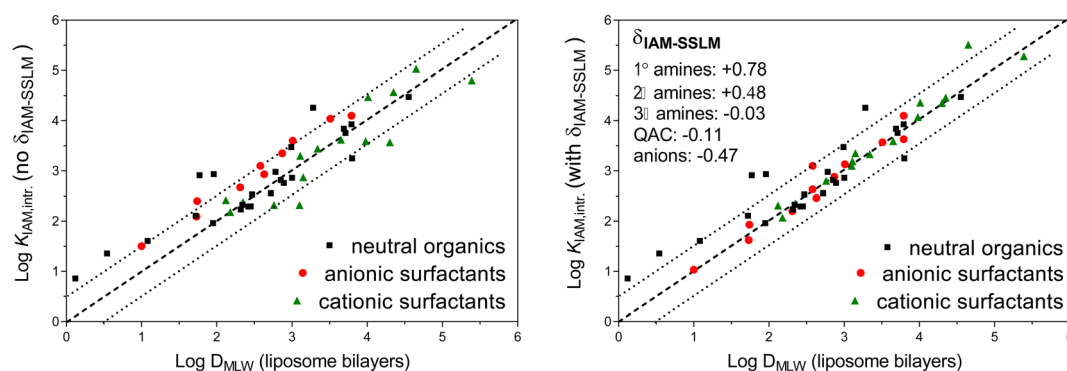 Log K_IAM,intr. (no δ_IAM-SSLM)
6
5
4
3
2
1
0
0 1 2 3 4 5 6
neutral organics
anionic surfactants
cationic surfactants
Log D_MLW (liposome bilayers)
Log K_IAM,intr. (with δ_IAM-SSLM)
6
5
4
3
2
1
0
δ_IAM-SSLM
1° amines: +0.78
2▯ amines: +0.48
3▯ amines: -0.03
QAC: -0.11
anions: -0.47
neutral organics
anionic surfactants
cationic surfactants
0 1 2 3 4 5 6
Log D_MLW (liposome bilayers)